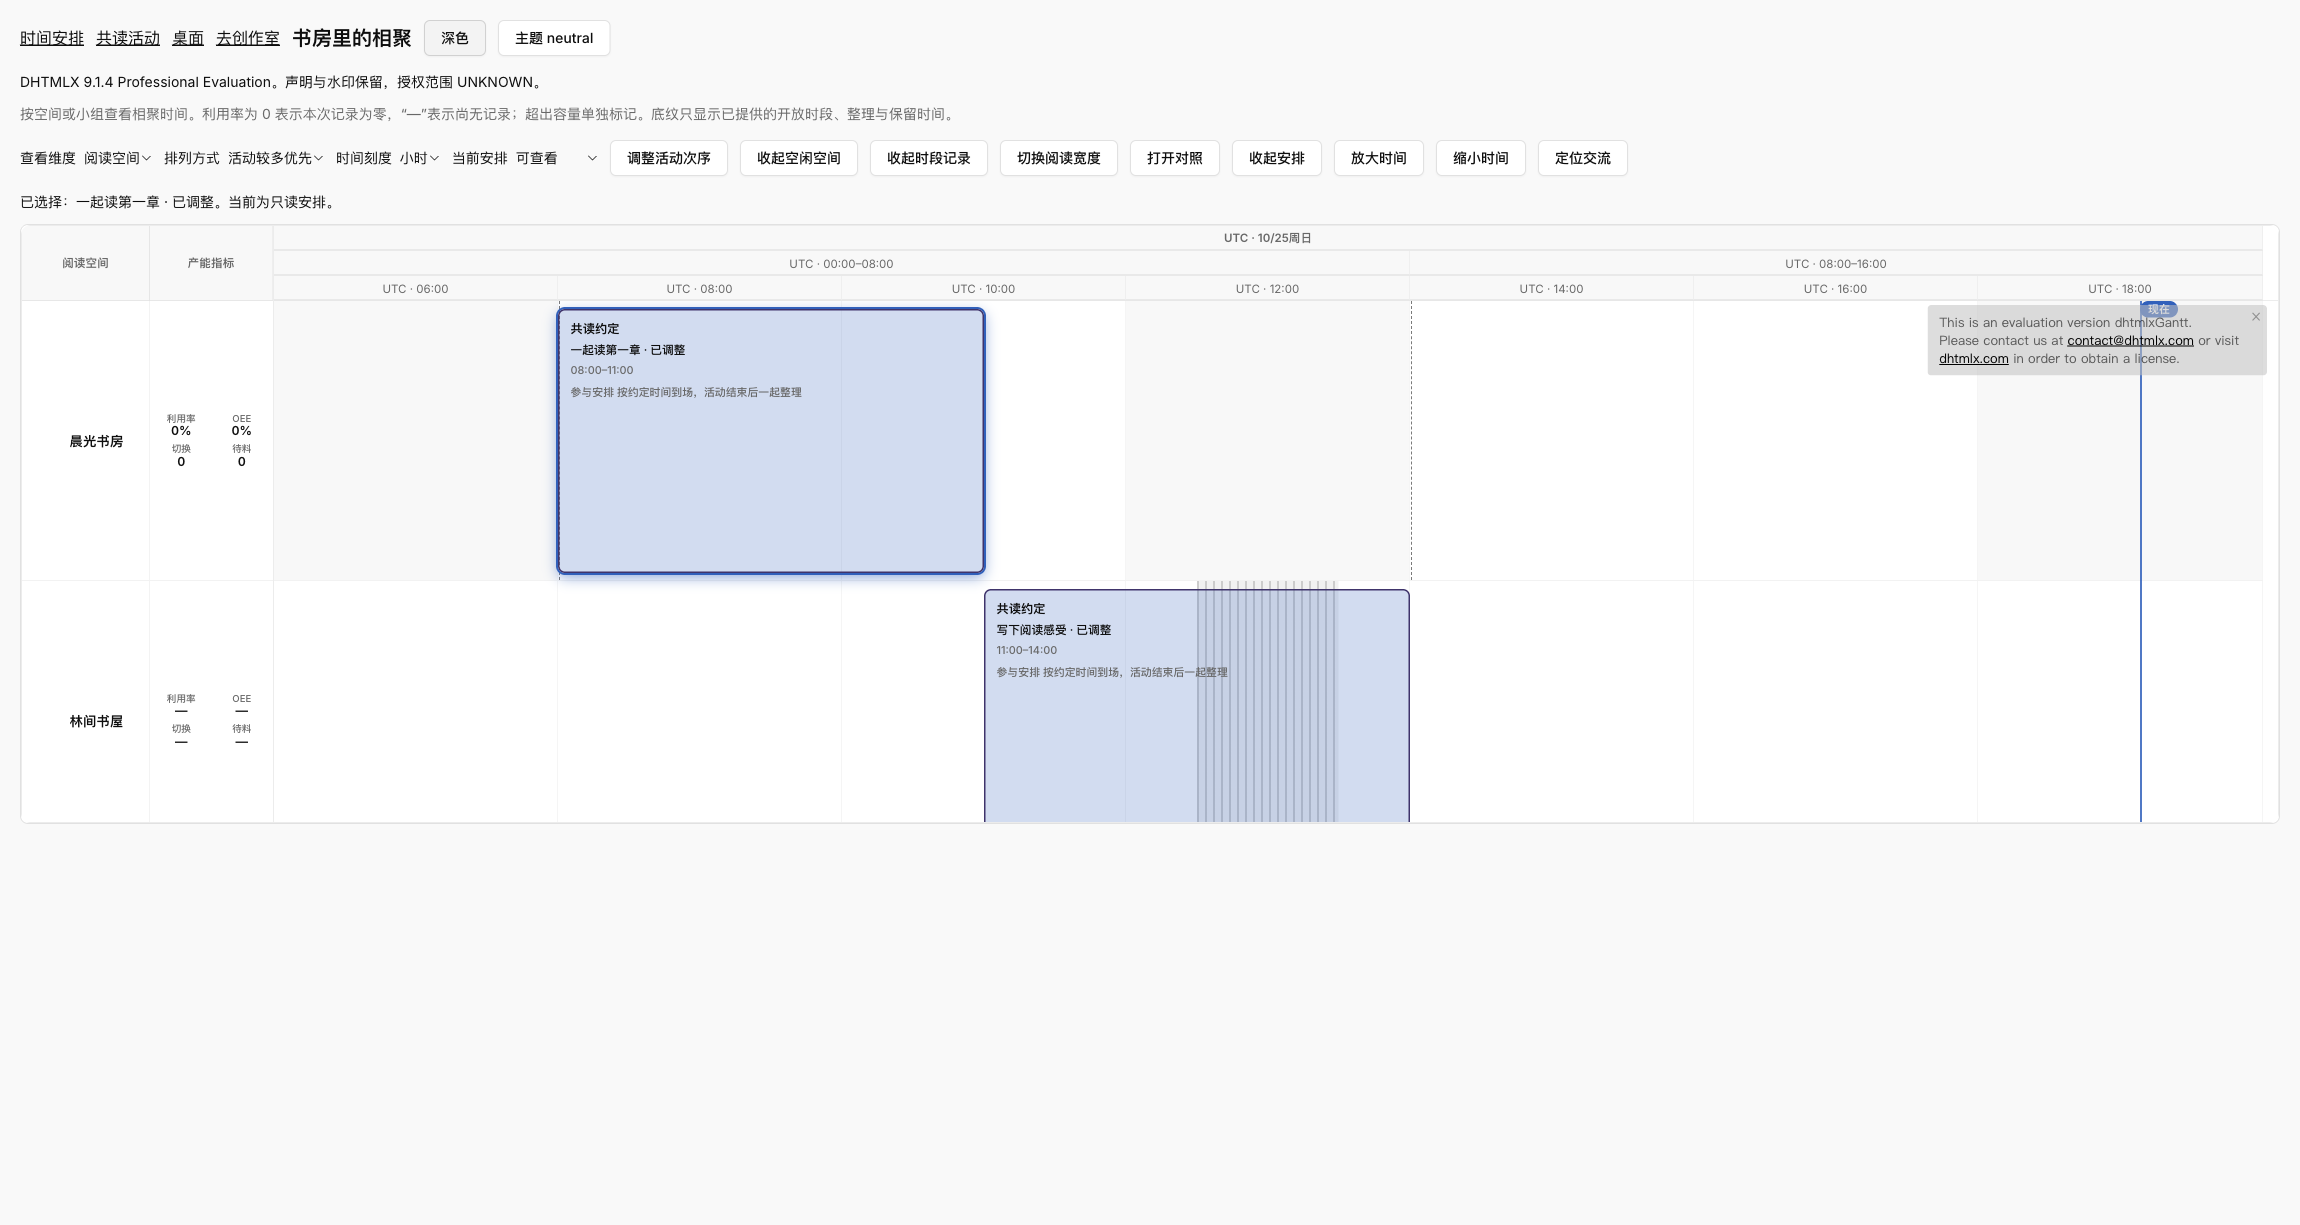 时间安排 共读活动 桌面 去创作室 书房里的相聚 深色 主题 neutral
DHTMLX 9.1.4 Professional Evaluation。声明与水印保留，授权范围 UNKNOWN。
按空间或小组查看相聚时间。利用率为 0 表示本次记录为零，“—”表示尚无记录；超出容量单独标记。底纹只显示已提供的开放时段、整理与保留时间。
查看维度 阅读空间 排列方式 活动较多优先 时间刻度 小时 当前安排 可查看 调整活动次序 收起空闲空间 收起时段记录 切换阅读宽度 打开对照 收起安排 放大时间 缩小时间 定位交流
已选择：一起读第一章 · 已调整。当前为只读安排。
阅读空间 产能指标
UTC · 10/25周日
UTC · 00:00–08:00 UTC · 08:00–16:00
UTC · 06:00 UTC · 08:00 UTC · 10:00 UTC · 12:00 UTC · 14:00 UTC · 16:00 UTC · 18:00
现在
This is an evaluation version dhtmlxGantt.
Please contact us at contact@dhtmlx.com or visit
dhtmlx.com in order to obtain a license.
晨光书房
利用率 OEE
0% 0%
切换 待料
0 0
共读约定
一起读第一章 · 已调整
08:00–11:00
参与安排 按约定时间到场，活动结束后一起整理
林间书屋
利用率 OEE
— —
切换 待料
— —
共读约定
写下阅读感受 · 已调整
11:00–14:00
参与安排 按约定时间到场，活动结束后一起整理